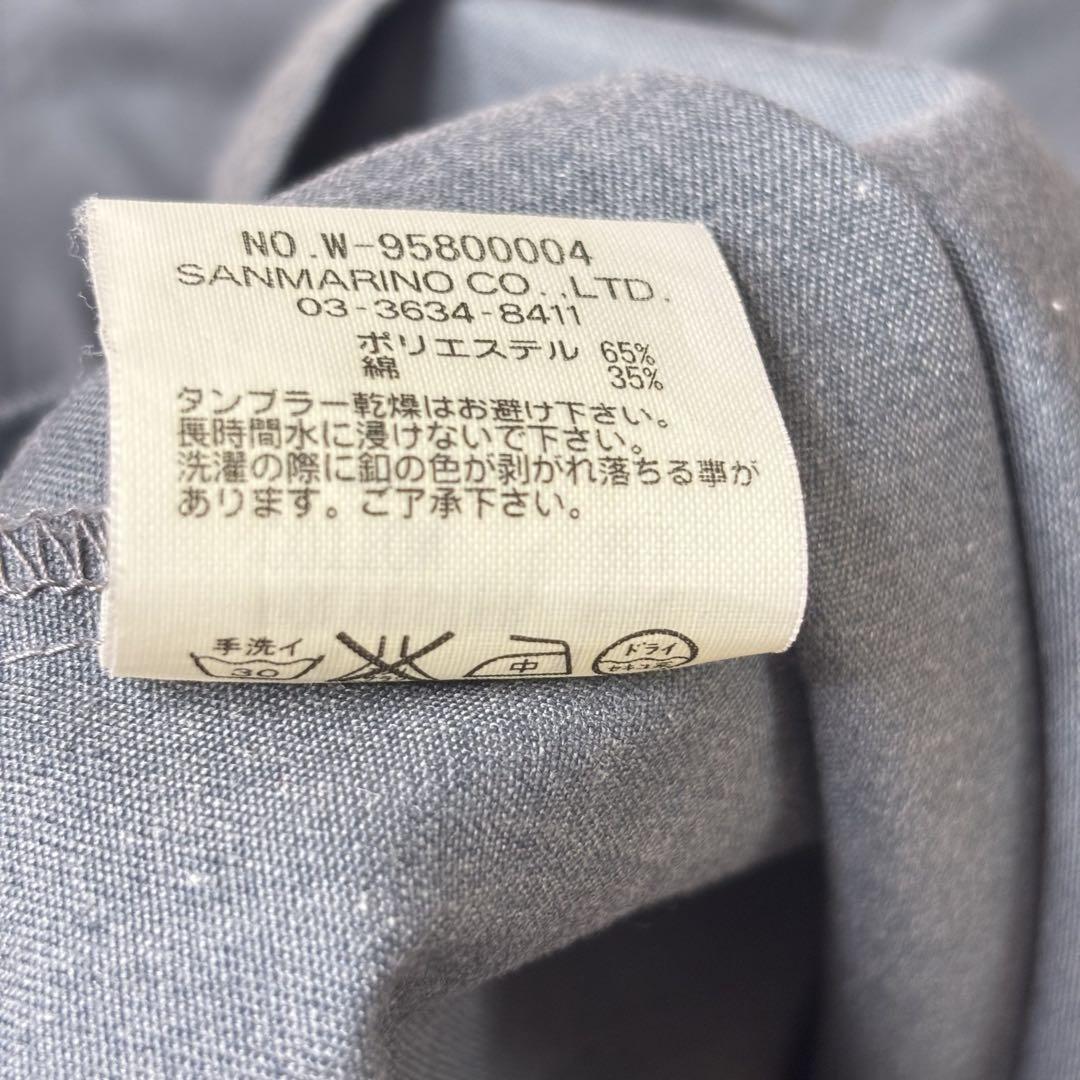 NO.W-95800004
SANMARINO CO.,LTD.
03-3634-8411
ポリエステル 65%
綿 35%
タンブラー乾燥はお避け下さい。
長時間水に浸けないで下さい。
洗濯の際に釦の色が剥がれ落ちる事が
あります。ご了承下さい。
手洗イ
30
中
ドライ
セキユ系